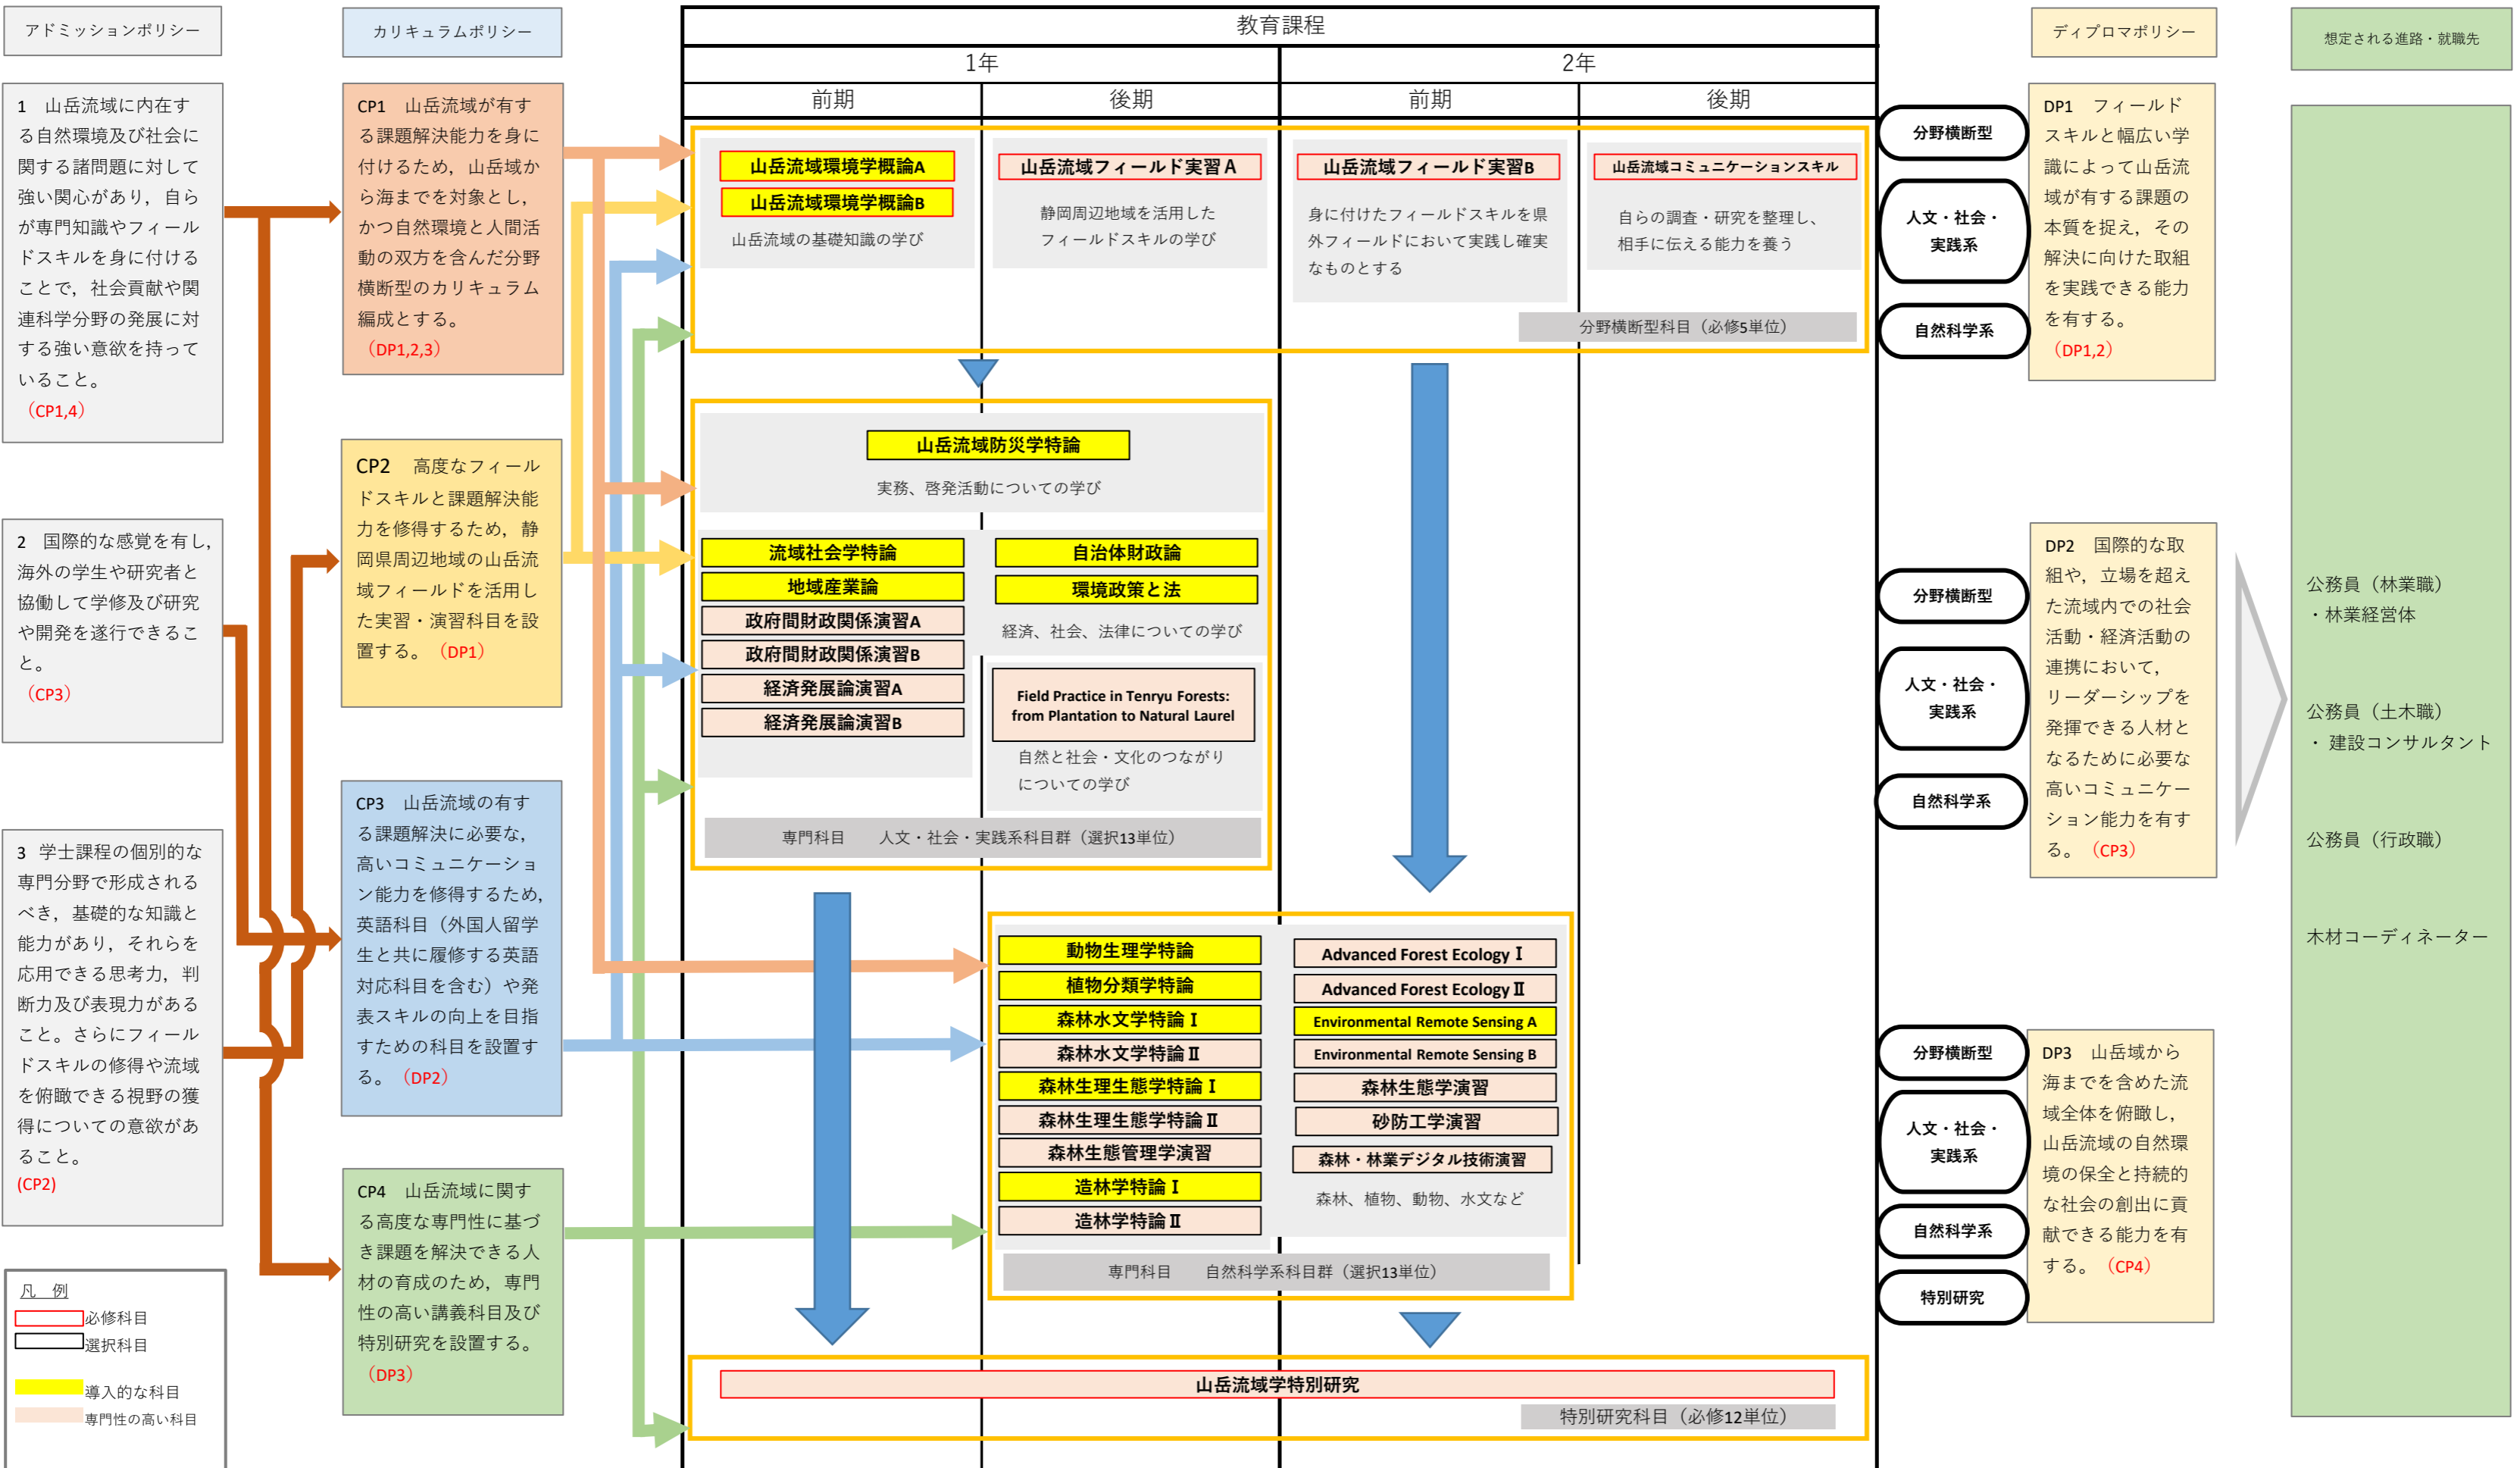 アドミッションポリシー
1　山岳流域に内在す
る自然環境及び社会に
関する諸問題に対して
強い関心があり，自ら
が専門知識やフィール
ドスキルを身に付ける
ことで，社会貢献や関
連科学分野の発展に対
する強い意欲を持って
いること。
（CP1,4）
2　国際的な感覚を有し，
海外の学生や研究者と
協働して学修及び研究
や開発を遂行できるこ
と。
（CP3）
3　学士課程の個別的な
専門分野で形成される
べき，基礎的な知識と
能力があり，それらを
応用できる思考力，判
断力及び表現力がある
こと。さらにフィール
ドスキルの修得や流域
を俯瞰できる視野の獲
得についての意欲があ
ること。
(CP2)
凡　例
必修科目
選択科目
導入的な科目
専門性の高い科目
カリキュラムポリシー
CP1　山岳流域が有す
る課題解決能力を身に
付けるため，山岳域か
ら海までを対象とし，
かつ自然環境と人間活
動の双方を含んだ分野
横断型のカリキュラム
編成とする。
（DP1,2,3）
CP2　高度なフィール
ドスキルと課題解決能
力を修得するため，静
岡県周辺地域の山岳流
域フィールドを活用し
た実習・演習科目を設
置する。（DP1）
CP3　山岳流域の有す
る課題解決に必要な，
高いコミュニケーショ
ン能力を修得するため，
英語科目（外国人留学
生と共に履修する英語
対応科目を含む）や発
表スキルの向上を目指
すための科目を設置す
る。（DP2）
CP4　山岳流域に関す
る高度な専門性に基づ
き課題を解決できる人
材の育成のため，専門
性の高い講義科目及び
特別研究を設置する。
（DP3）
教育課程
1年
2年
前期
後期
前期
後期
山岳流域環境学概論A
山岳流域環境学概論B
山岳流域の基礎知識の学び
山岳流域フィールド実習A
静岡周辺地域を活用した
フィールドスキルの学び
山岳流域フィールド実習B
身に付けたフィールドスキルを県
外フィールドにおいて実践し確実
なものとする
山岳流域コミュニケーションスキル
自らの調査・研究を整理し、
相手に伝える能力を養う
分野横断型科目（必修5単位）
山岳流域防災学特論
実務、啓発活動についての学び
流域社会学特論
地域産業論
政府間財政関係演習A
政府間財政関係演習B
経済発展論演習A
経済発展論演習B
自治体財政論
環境政策と法
経済、社会、法律についての学び
Field Practice in Tenryu Forests:
from Plantation to Natural Laurel
自然と社会・文化のつながり
についての学び
専門科目　　人文・社会・実践系科目群（選択13単位）
動物生理学特論
植物分類学特論
森林水文学特論Ⅰ
森林水文学特論Ⅱ
森林生理生態学特論Ⅰ
森林生理生態学特論Ⅱ
森林生態管理学演習
造林学特論Ⅰ
造林学特論Ⅱ
Advanced Forest Ecology Ⅰ
Advanced Forest Ecology Ⅱ
Environmental Remote Sensing A
Environmental Remote Sensing B
森林生態学演習
砂防工学演習
森林・林業デジタル技術演習
森林、植物、動物、水文など
専門科目　　自然科学系科目群（選択13単位）
山岳流域学特別研究
特別研究科目（必修12単位）
分野横断型
人文・社会・
実践系
自然科学系
分野横断型
人文・社会・
実践系
自然科学系
分野横断型
人文・社会・
実践系
自然科学系
特別研究
ディプロマポリシー
DP1　フィールド
スキルと幅広い学
識によって山岳流
域が有する課題の
本質を捉え，その
解決に向けた取組
を実践できる能力
を有する。
（DP1,2）
DP2　国際的な取
組や，立場を超え
た流域内での社会
活動・経済活動の
連携において，
リーダーシップを
発揮できる人材と
なるために必要な
高いコミュニケー
ション能力を有す
る。（CP3）
DP3　山岳域から
海までを含めた流
域全体を俯瞰し，
山岳流域の自然環
境の保全と持続的
な社会の創出に貢
献できる能力を有
する。（CP4）
想定される進路・就職先
公務員（林業職）
・林業経営体
公務員（土木職）
・ 建設コンサルタント
公務員（行政職）
木材コーディネーター